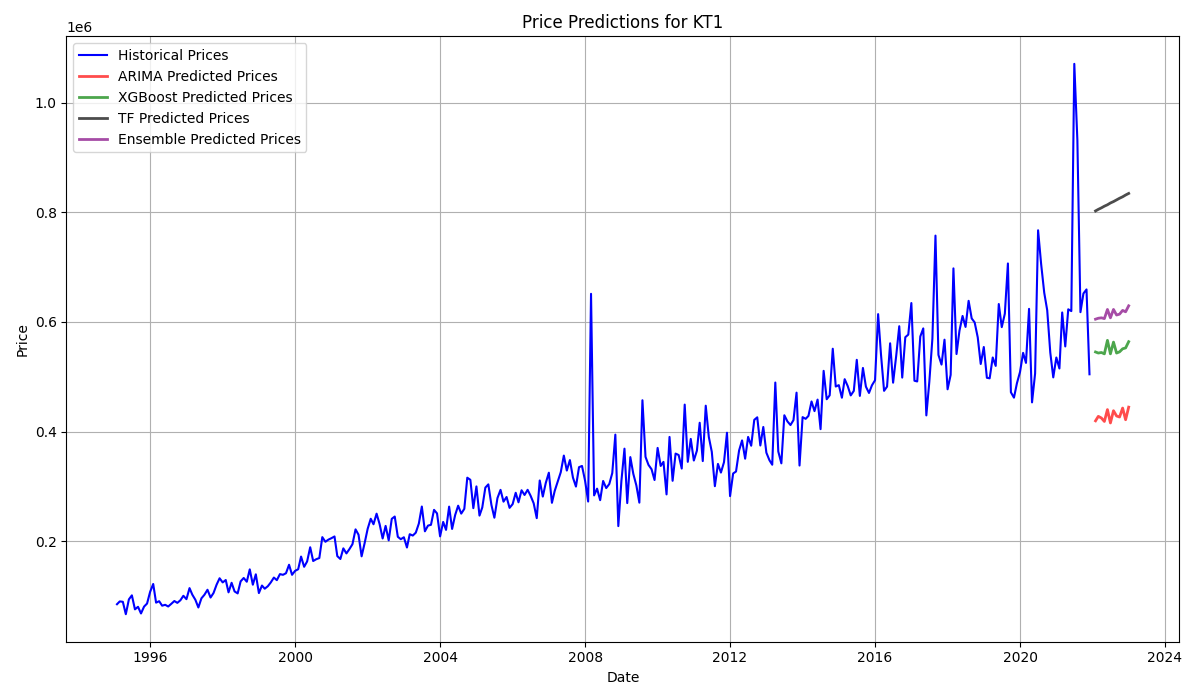 Price Predictions for KT1
1e6
Historical Prices
ARIMA Predicted Prices
XGBoost Predicted Prices
TF Predicted Prices
Ensemble Predicted Prices
1.0
0.8
0.6
0.4
0.2
Price
1996 2000 2004 2008 2012 2016 2020 2024
Date